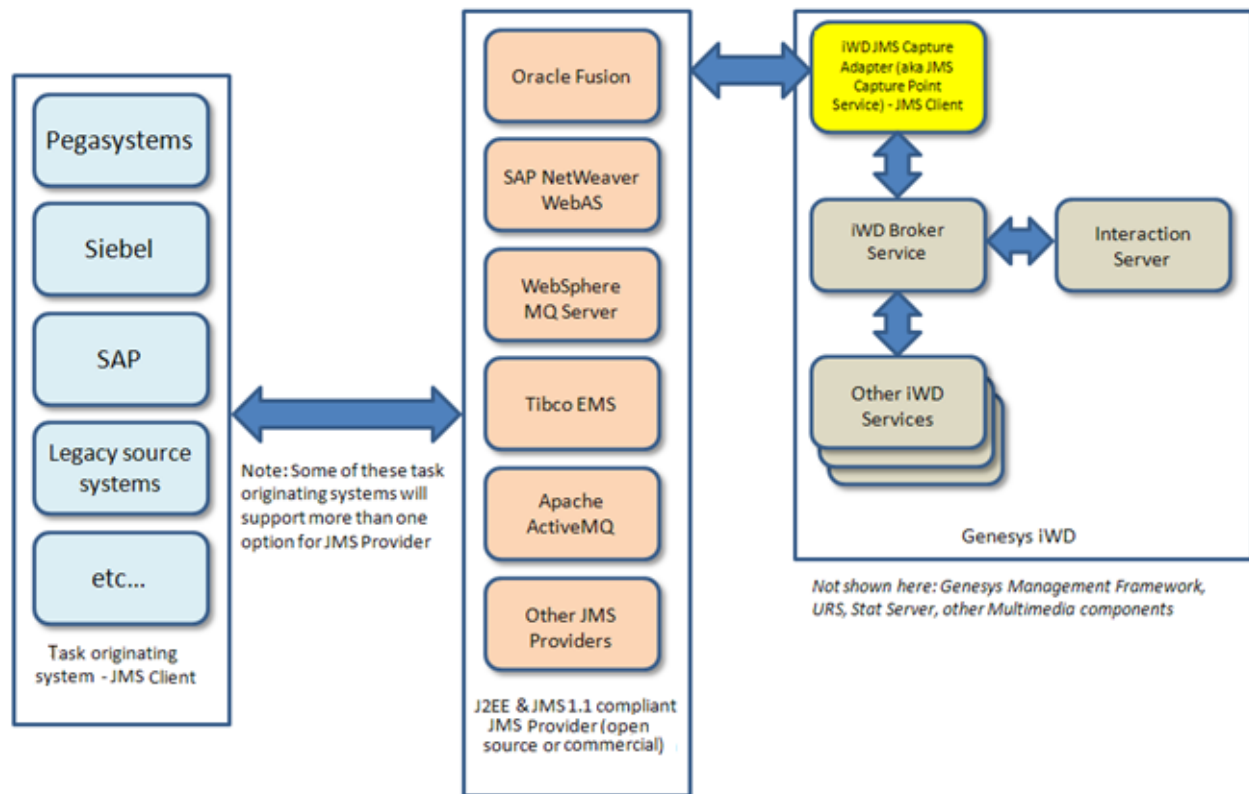 Pegasystems
Siebel
SAP
Legacy source
systems
etc...
Task originating
system - JMS Client
Note: Some of these task
originating systems will
support more than one
option for JMS Provider
Oracle Fusion
SAP NetWeaver
WebAS
WebSphere
MQ Server
Tibco EMS
Apache
ActiveMQ
Other JMS
Providers
J2EE & JMS 1.1 compliant
JMS Provider (open
source or commercial)
iWD JMS Capture
Adapter (aka JMS
Capture Point
Service) - JMS Client
iWD Broker
Service
Interaction
Server
Other iWD
Services
Genesys iWD
Not shown here: Genesys Management Framework,
URS, Stat Server, other Multimedia components